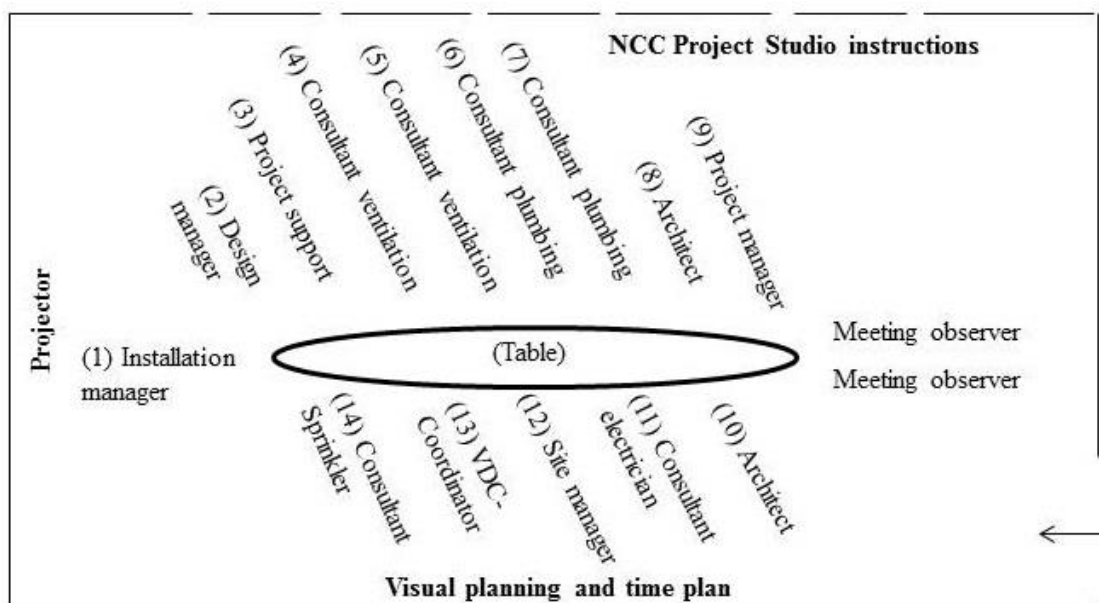 NCC Project Studio instructions
(2) Design
manager
(3) Project support
(4) Consultant ventilation
(5) Consultant ventilation
(6) Consultant plumbing
(7) Consultant plumbing
(8) Architect
(9) Project manager
Projector
(1) Installation
manager
(Table)
Meeting observer
Meeting observer
(14) Consultant
Sprinkler
(13) VDC-
Coordinator
(12) Site manager
(11) Consultant
electrician
(10) Architect
Visual planning and time plan